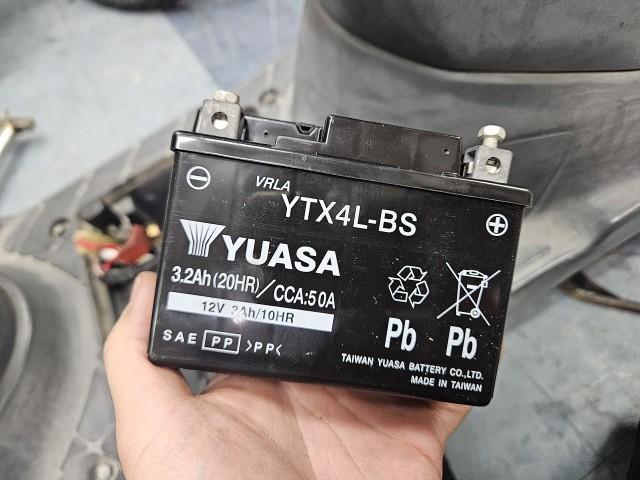 VRLA
YTX4L-BS
YUASA
3.2Ah(20HR)/CCA:50A
12V 3Ah/10HR
SAE PP >PP<
Pb Pb
TAIWAN YUASA BATTERY CO.,LTD.
MADE IN TAIWAN